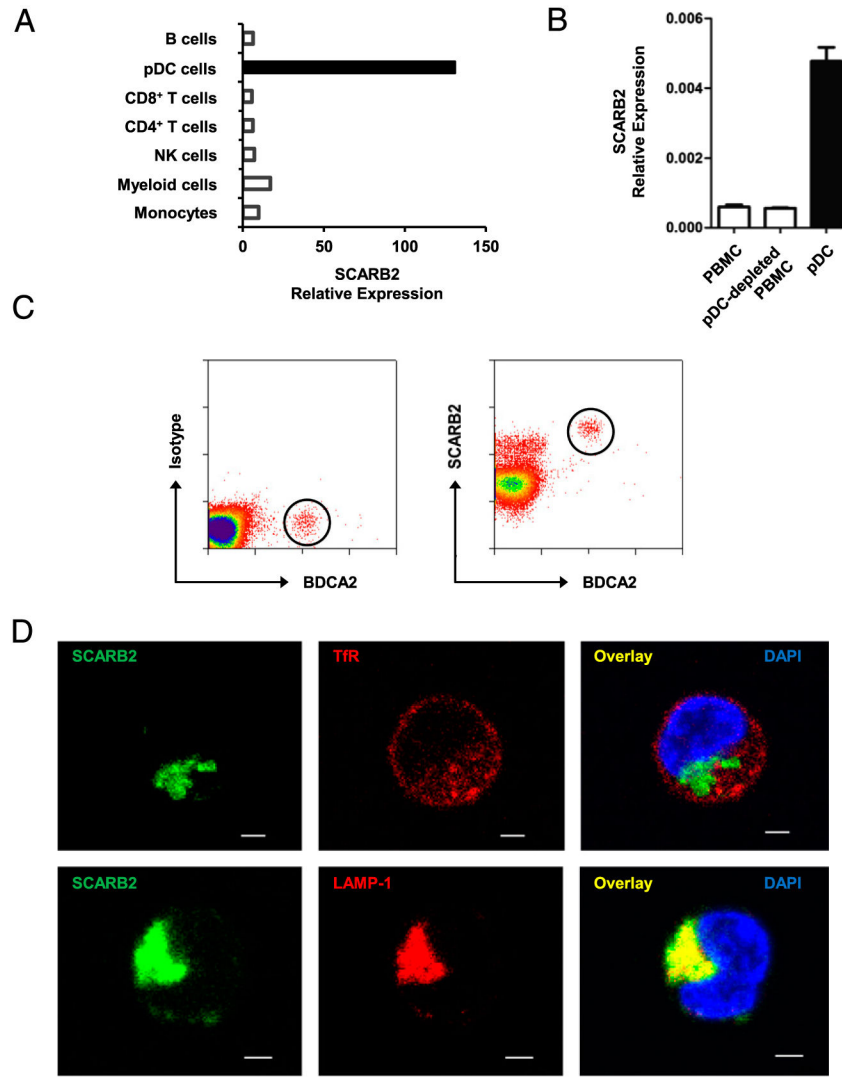 A
B cells
pDC cells
CD8+ T cells
CD4+ T cells
NK cells
Myeloid cells
Monocytes
0 50 100 150
SCARB2
Relative Expression
B
SCARB2
Relative Expression
0.006
0.004
0.002
0.000
PBMC
pDC-depleted
PBMC
pDC
C
Isotype
BDCA2
SCARB2
BDCA2
D
SCARB2
TfR
Overlay DAPI
SCARB2
LAMP-1
Overlay DAPI